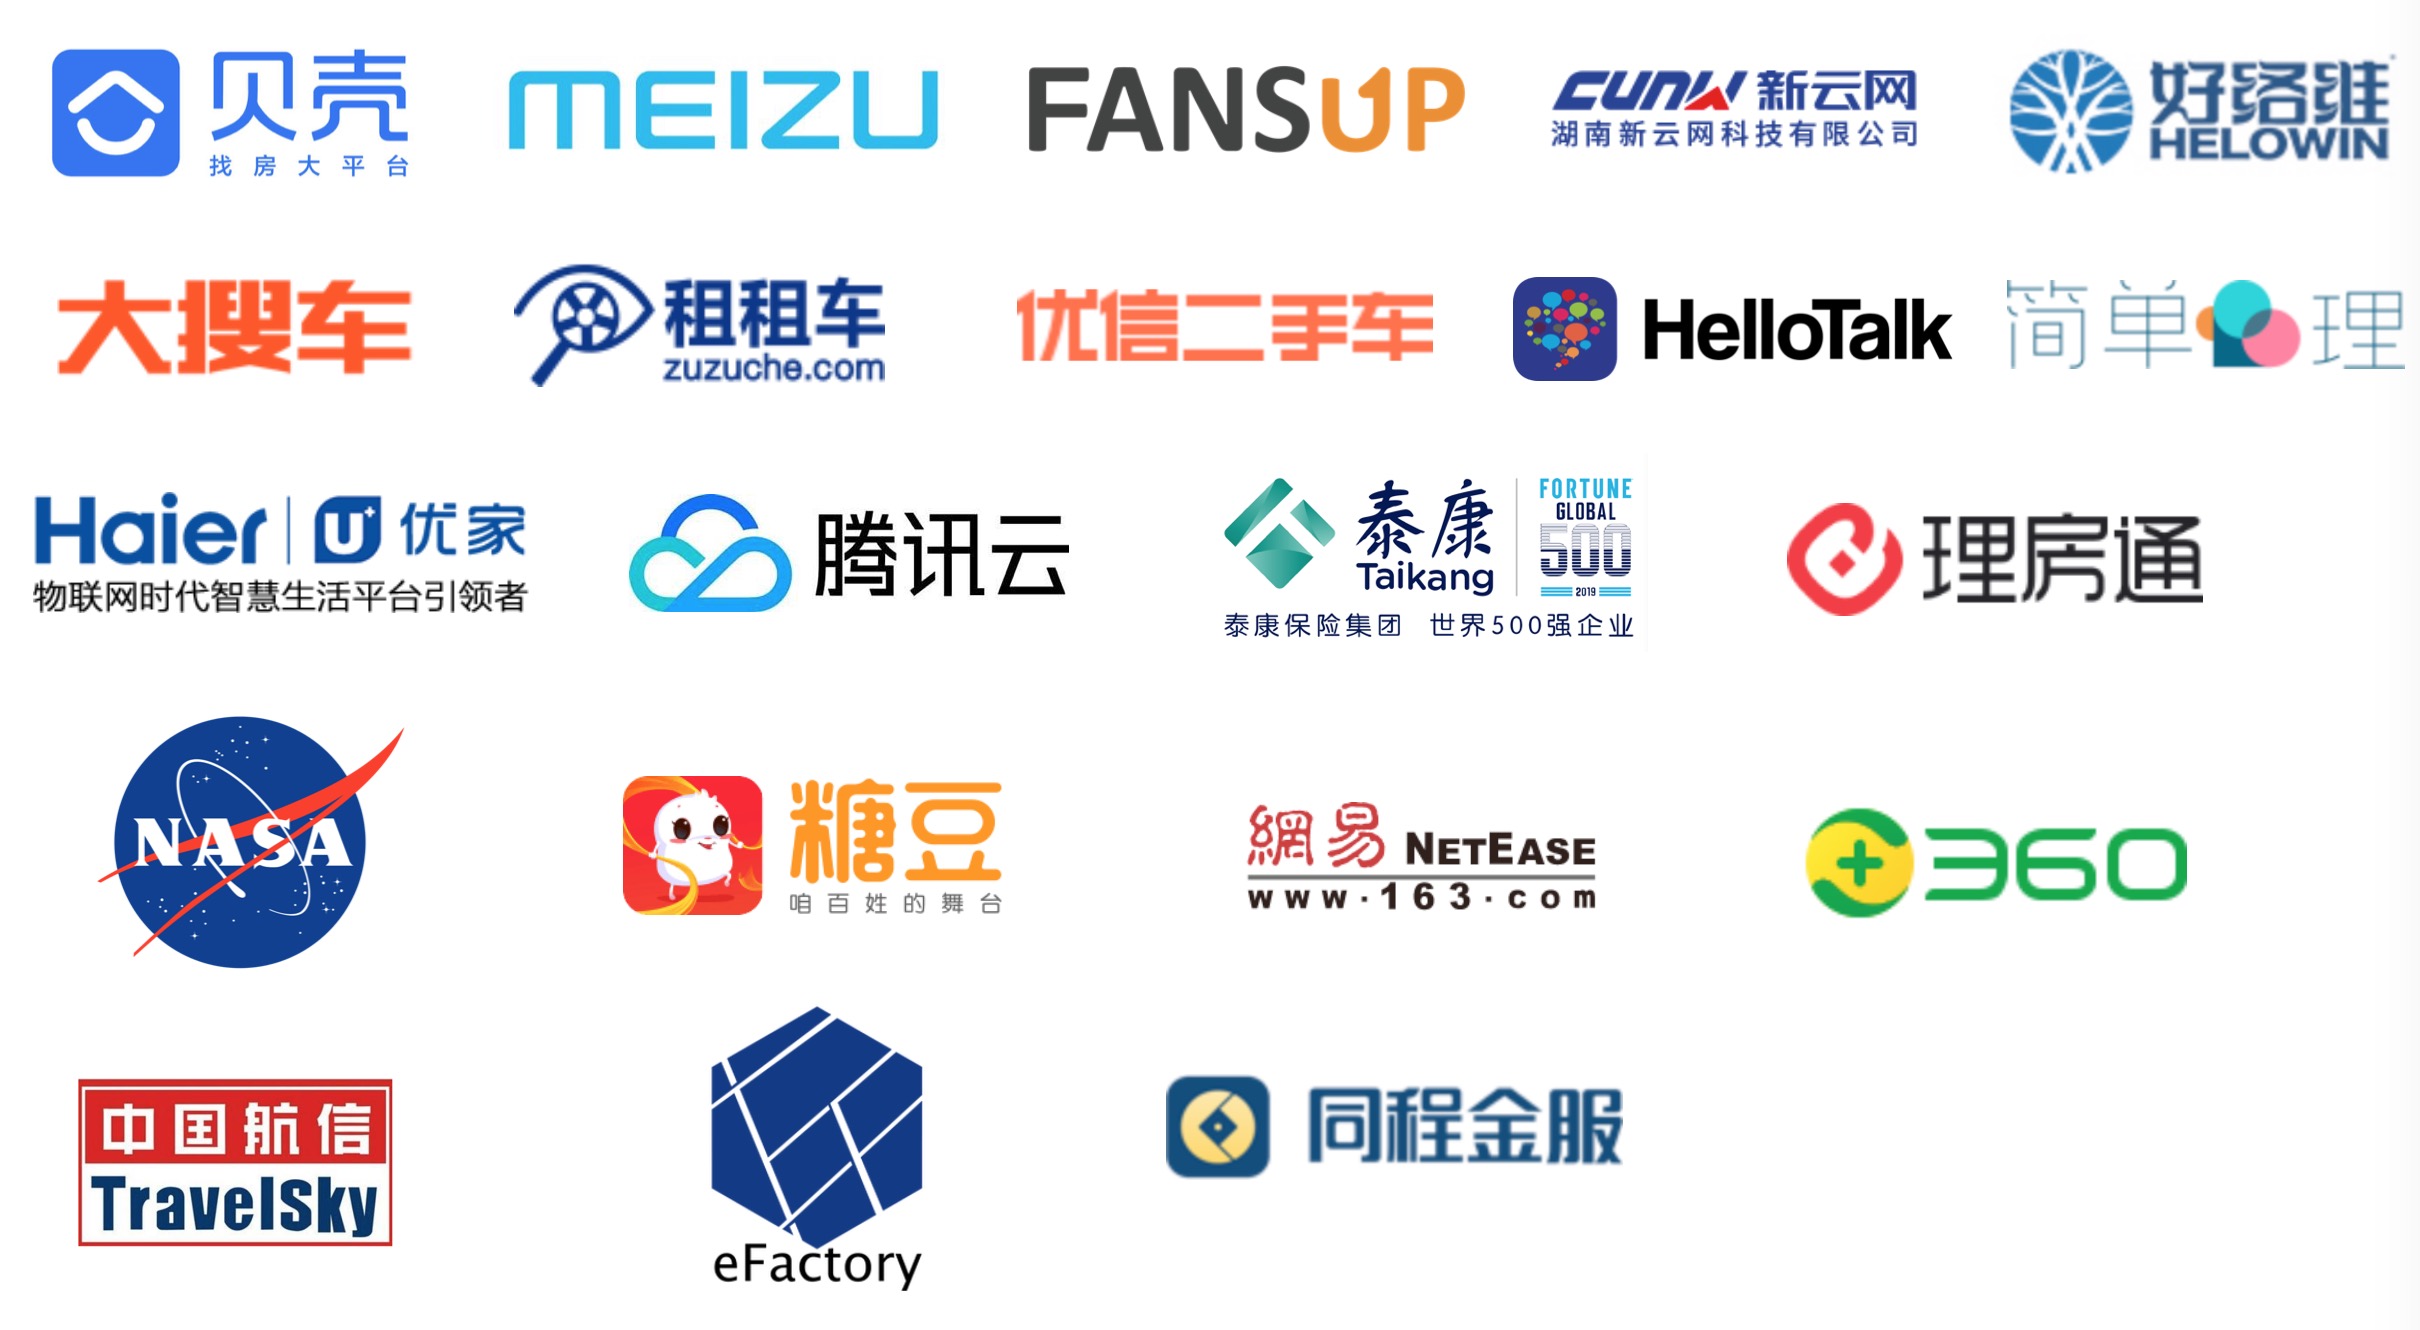 贝壳
找房大平台
MEIZU
FANSUP
CUNW 新云网
湖南新云网科技有限公司
好络维
HELOWIN
大搜车
租租车
zuzuche.com
优信二手车
HelloTalk
简单理
Haier U+ 优家
物联网时代智慧生活平台引领者
腾讯云
泰康
Taikang
FORTUNE
GLOBAL
500
2019
泰康保险集团 世界500强企业
理房通
NASA
糖豆
咱百姓的舞台
網易 NETEASE
www.163.com
360
中国航信
TravelSky
eFactory
同程金服